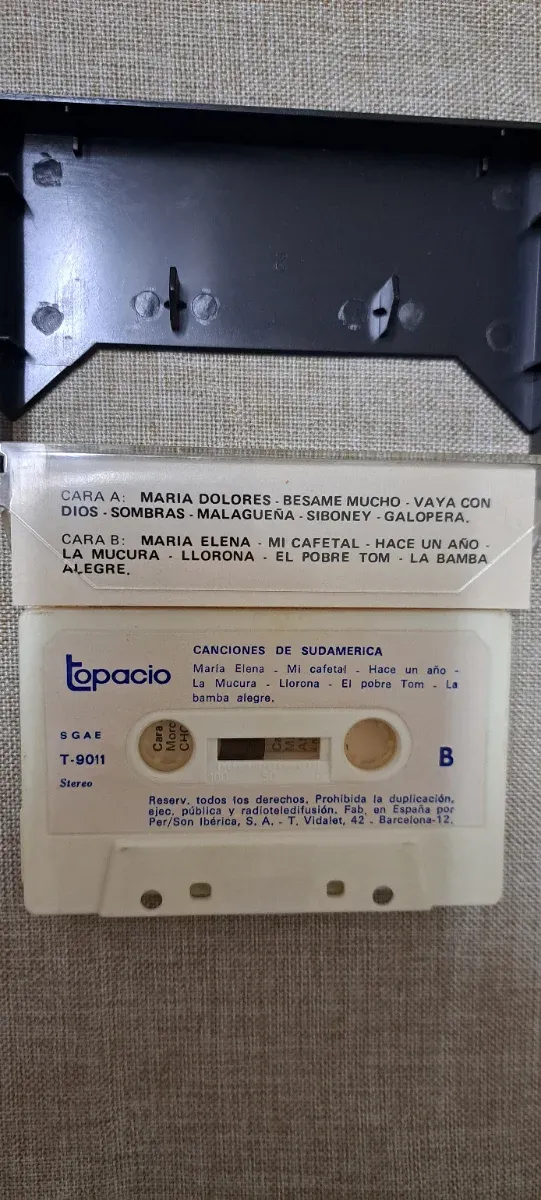 CARA A: MARIA DOLORES - BESAME MUCHO - VAYA CON
DIOS - SOMBRAS - MALAGUEÑA - SIBONEY - GALOPERA.
CARA B: MARIA ELENA - MI CAFETAL - HACE UN AÑO -
LA MUCURA - LLORONA - EL POBRE TOM - LA BAMBA
ALEGRE.
topacio
CANCIONES DE SUDAMERICA
María Elena - Mi cafetal - Hace un año -
La Mucura - Llorona - El pobre Tom - La
bamba alegre.
SGAE
T-9011
Stereo
Cara
B
Reserv. todos los derechos. Prohibida la duplicación,
ejec. pública y radioteledifusión. Fab. en España por
Per/Son Ibérica, S. A. - T. Vidalet, 42 - Barcelona-12.